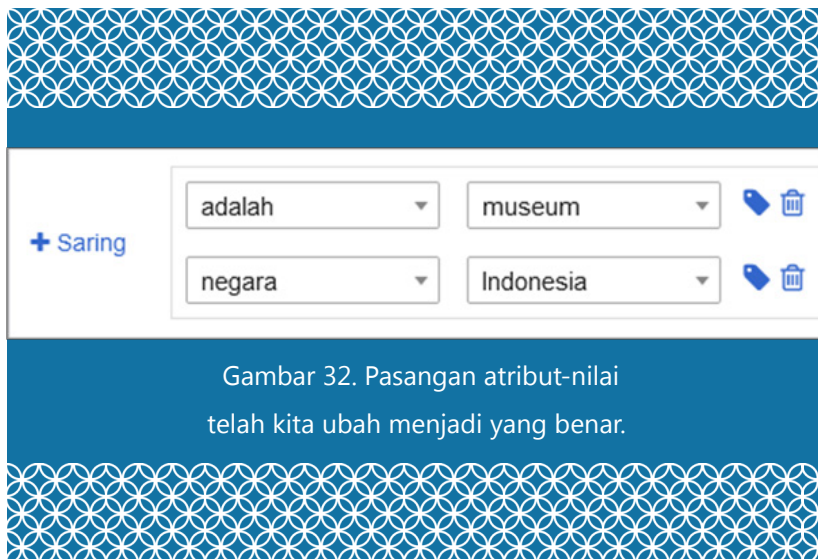 adalah museum
+ Saring
negara Indonesia
Gambar 32. Pasangan atribut-nilai
telah kita ubah menjadi yang benar.